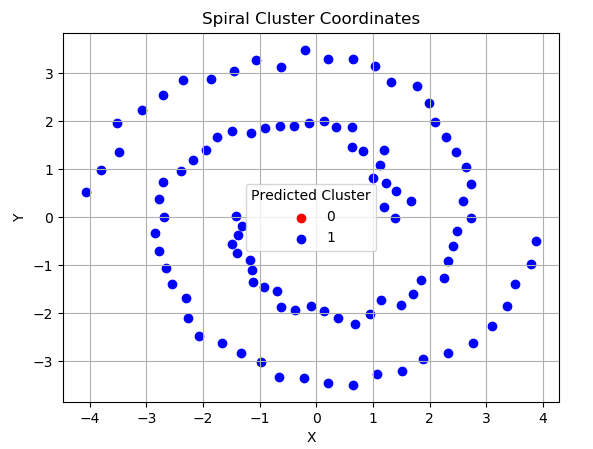 Spiral Cluster Coordinates
Y
3
2
1
0
−1
−2
−3
Predicted Cluster
0
1
−4 −3 −2 −1 0 1 2 3 4
X